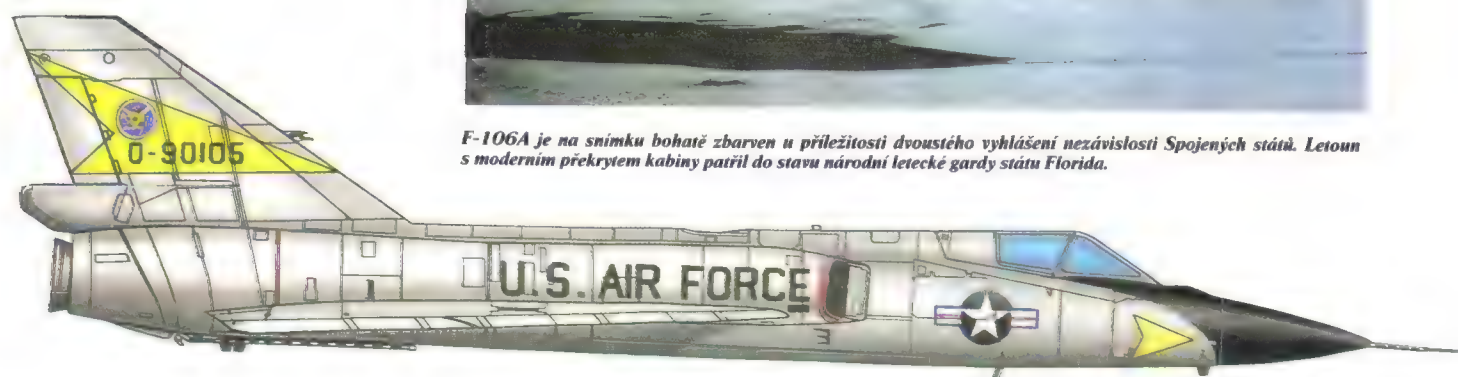 F-106A je na snímku bohatě zbarven u příležitosti dvoustého vyhlášení nezávislosti Spojených států. Letoun
s moderním překrytem kabiny patřil do stavu národní letecké gardy státu Florida.
0-90105
U.S. AIR FORCE